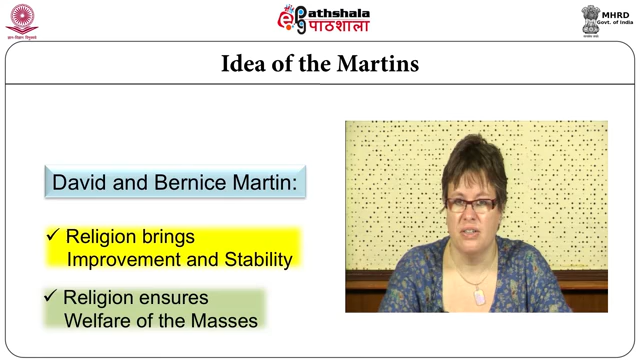 Pathshala
पाठशाला
MHRD
Govt. of India
Idea of the Martins
David and Bernice Martin:
✓ Religion brings
Improvement and Stability
✓ Religion ensures
Welfare of the Masses